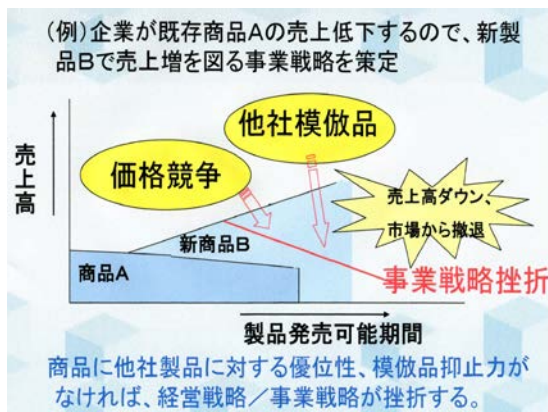 (例)企業が既存商品Aの売上低下するので、新製
品Bで売上増を図る事業戦略を策定
他社模倣品
価格競争
売上高
売上高ダウン、
市場から撤退
新商品B
商品A
事業戦略挫折
製品発売可能期間
商品に他社製品に対する優位性、模倣品抑止力が
なければ、経営戦略/事業戦略が挫折する。